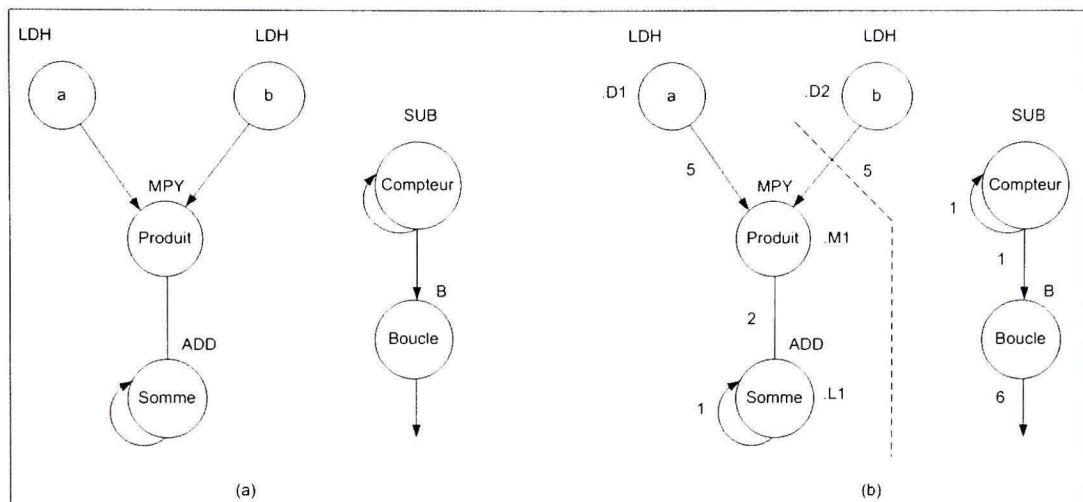 LDH
LDH
a
b
SUB
Compteur
MPY
Produit
B
Boucle
ADD
Somme
(a)
LDH
LDH
.D1
a
.D2
b
SUB
5
5
Compteur
1
MPY
Produit
.M1
1
B
2
Boucle
ADD
Somme
.L1
1
6
(b)